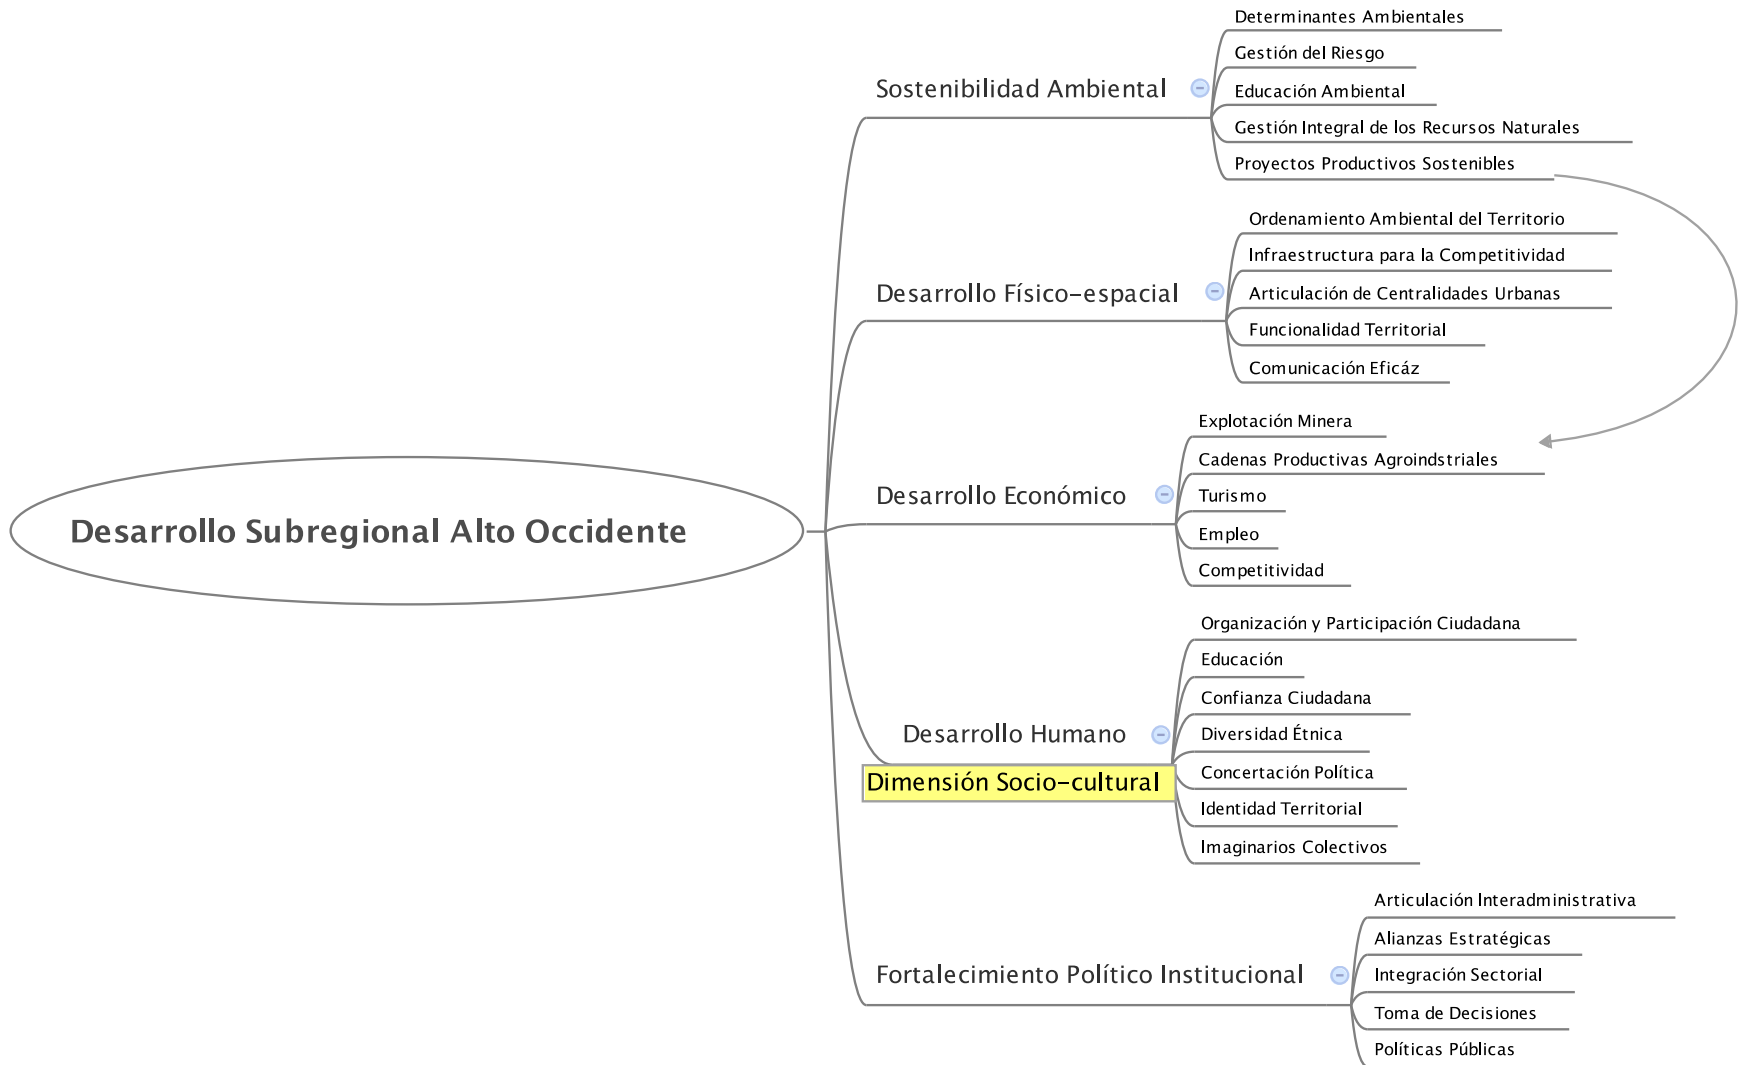 Desarrollo Subregional Alto Occidente
Sostenibilidad Ambiental
Determinantes Ambientales
Gestión del Riesgo
Educación Ambiental
Gestión Integral de los Recursos Naturales
Proyectos Productivos Sostenibles
Desarrollo Físico-espacial
Ordenamiento Ambiental del Territorio
Infraestructura para la Competitividad
Articulación de Centralidades Urbanas
Funcionalidad Territorial
Comunicación Eficáz
Desarrollo Económico
Explotación Minera
Cadenas Productivas Agroindstriales
Turismo
Empleo
Competitividad
Desarrollo Humano
Dimensión Socio-cultural
Organización y Participación Ciudadana
Educación
Confianza Ciudadana
Diversidad Étnica
Concertación Política
Identidad Territorial
Imaginarios Colectivos
Fortalecimiento Político Institucional
Articulación Interadministrativa
Alianzas Estratégicas
Integración Sectorial
Toma de Decisiones
Políticas Públicas